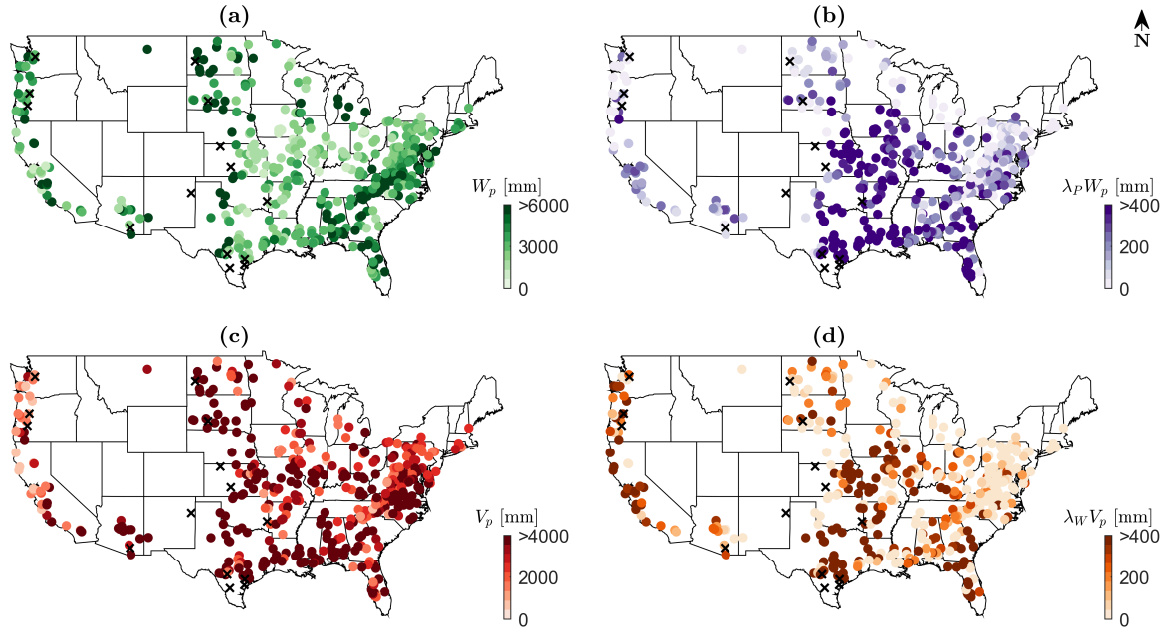 (a)
(b)
N
W_p [mm]
>6000
3000
0
λ_P W_p [mm]
>400
200
0
(c)
(d)
V_p [mm]
>4000
2000
0
λ_W V_p [mm]
>400
200
0